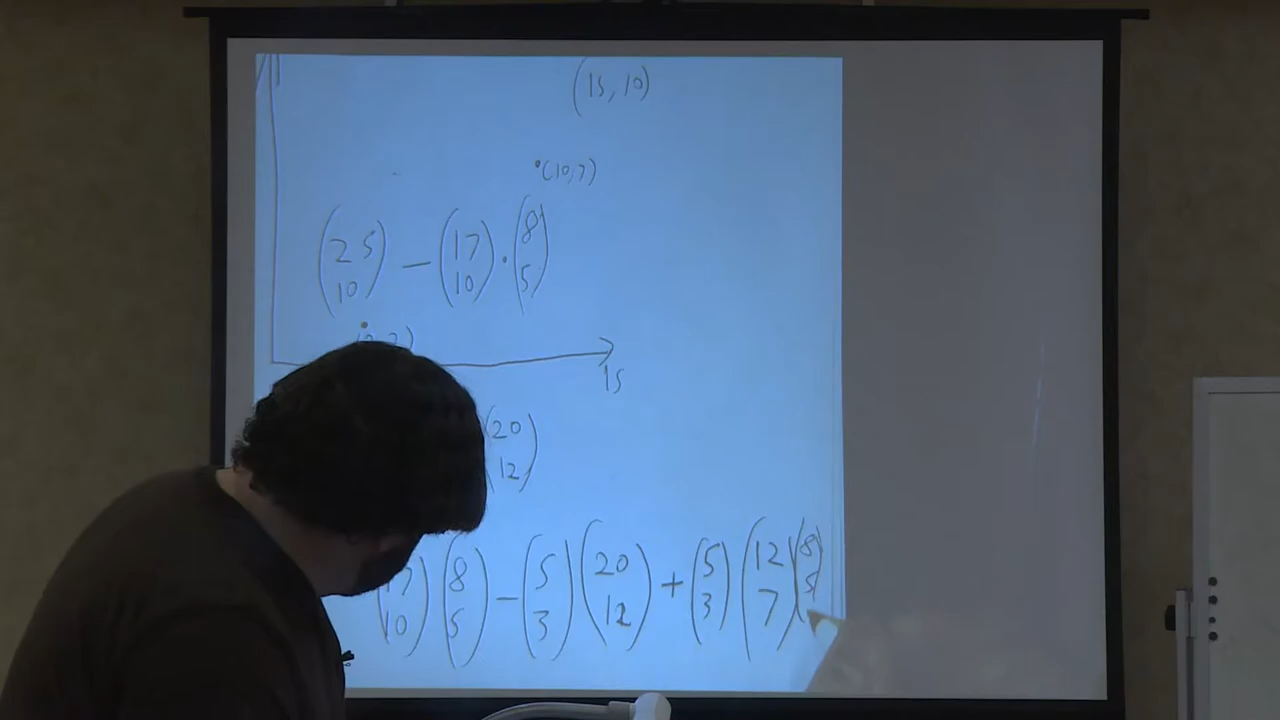 (15, 10)
(10,7)
(25 10) − (17 10) · (8 5)
15
(20 12)
(17 10) (8 5) − (5 3) (20 12) + (5 3) (12 7) (8 5)